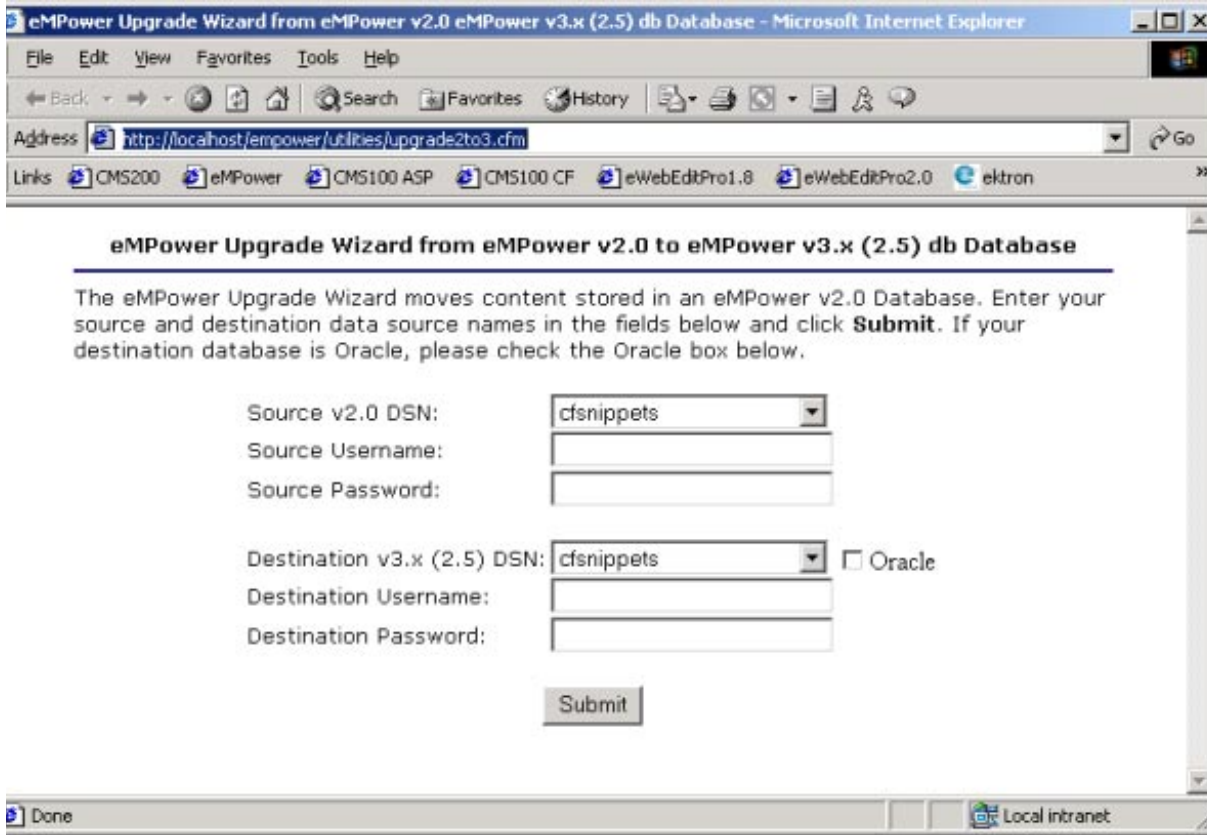 eMPower Upgrade Wizard from eMPower v2.0 eMPower v3.x (2.5) db Database - Microsoft Internet Explorer
File Edit View Favorites Tools Help
Back Search Favorites History
Address http://localhost/empower/utilities/upgrade2to3.cfm Go
Links CMS200 eMPower CMS100 ASP CMS100 CF eWebEditPro1.8 eWebEditPro2.0 ektron »
eMPower Upgrade Wizard from eMPower v2.0 to eMPower v3.x (2.5) db Database
The eMPower Upgrade Wizard moves content stored in an eMPower v2.0 Database. Enter your
source and destination data source names in the fields below and click Submit. If your
destination database is Oracle, please check the Oracle box below.
Source v2.0 DSN: cfsnippets
Source Username:
Source Password:
Destination v3.x (2.5) DSN: cfsnippets Oracle
Destination Username:
Destination Password:
Submit
Done Local intranet